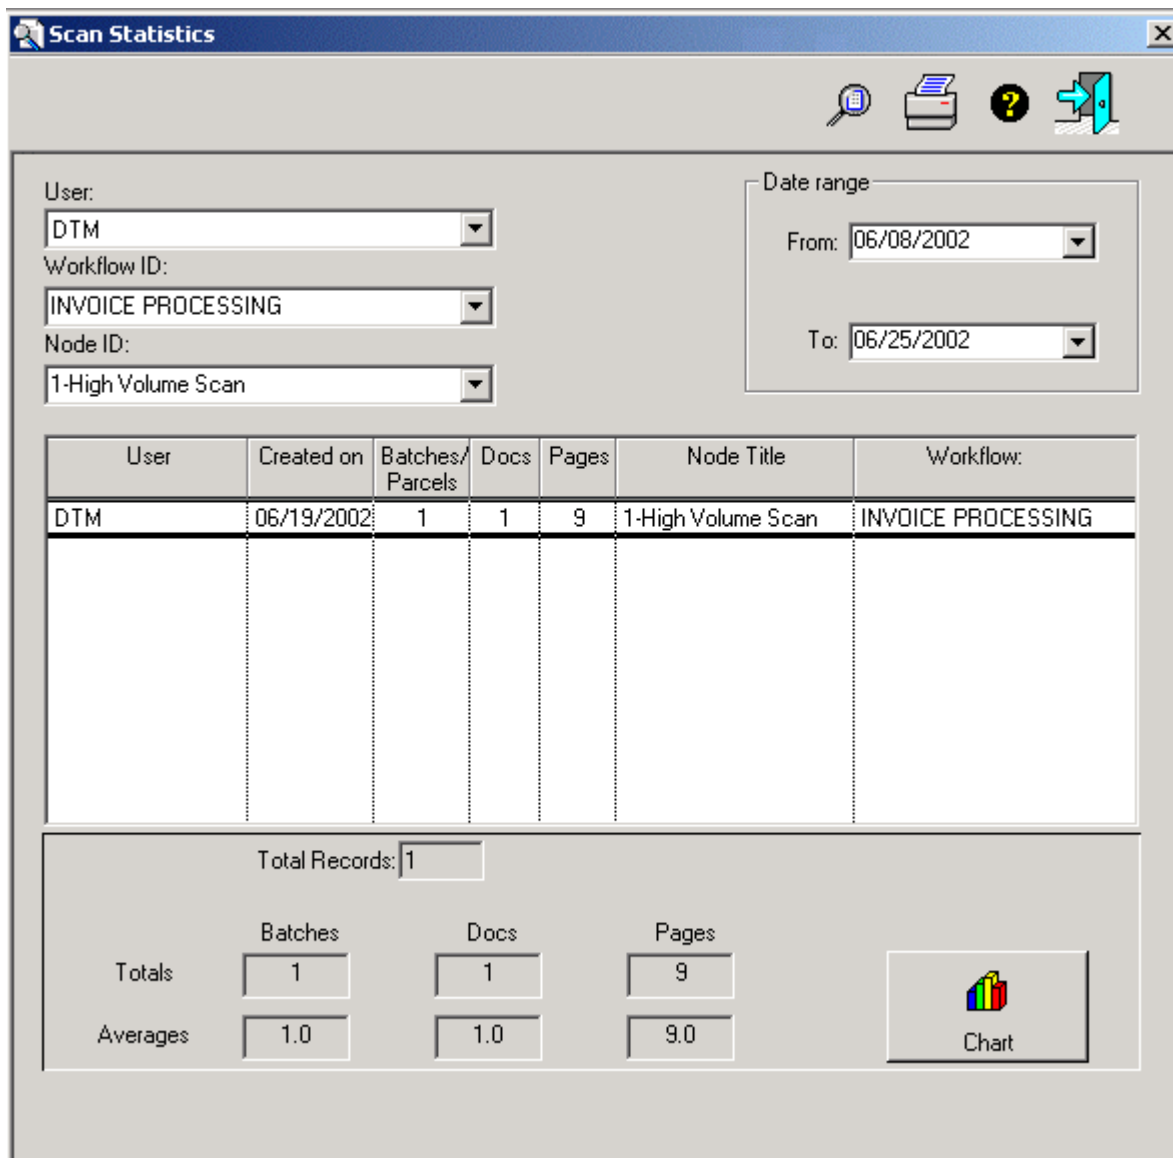 Scan Statistics
User:
DTM
Workflow ID:
INVOICE PROCESSING
Node ID:
1-High Volume Scan
Date range
From: 06/08/2002
To: 06/25/2002
User Created on Batches/ Parcels Docs Pages Node Title Workflow:
DTM 06/19/2002 1 1 9 1-High Volume Scan INVOICE PROCESSING
Total Records: 1
Batches Docs Pages
Totals 1 1 9
Averages 1.0 1.0 9.0
Chart